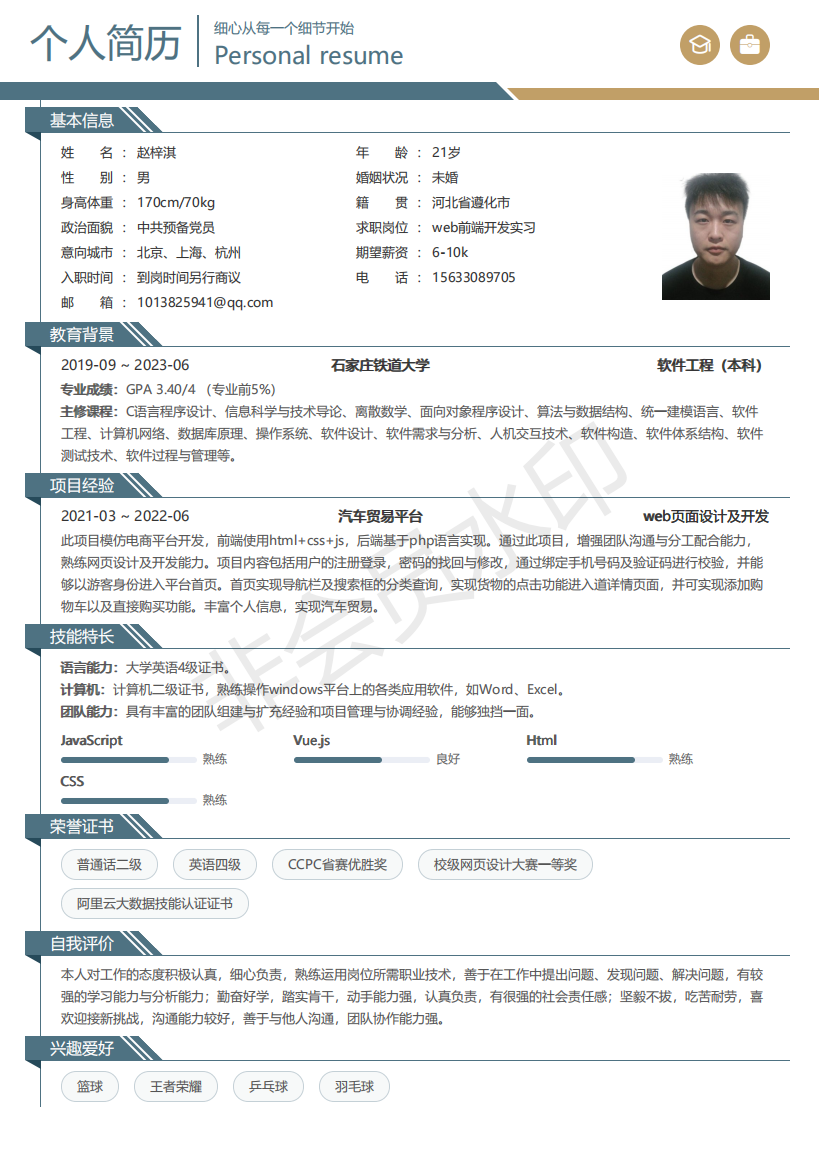 个人简历
细心从每一个细节开始
Personal resume
基本信息
姓 名 : 赵梓淇
年 龄 : 21岁
性 别 : 男
婚姻状况 : 未婚
身高体重 : 170cm/70kg
籍 贯 : 河北省遵化市
政治面貌 : 中共预备党员
求职岗位 : web前端开发实习
意向城市 : 北京、上海、杭州
期望薪资 : 6-10k
入职时间 : 到岗时间另行商议
电 话 : 15633089705
邮 箱 : 1013825941@qq.com
教育背景
2019-09 ~ 2023-06 石家庄铁道大学 软件工程（本科）
专业成绩：GPA 3.40/4 （专业前5%）
主修课程：C语言程序设计、信息科学与技术导论、离散数学、面向对象程序设计、算法与数据结构、统一建模语言、软件
工程、计算机网络、数据库原理、操作系统、软件设计、软件需求与分析、人机交互技术、软件构造、软件体系结构、软件
测试技术、软件过程与管理等。
项目经验
2021-03 ~ 2022-06 汽车贸易平台 web页面设计及开发
此项目模仿电商平台开发，前端使用html+css+js，后端基于php语言实现。通过此项目，增强团队沟通与分工配合能力，
熟练网页设计及开发能力。项目内容包括用户的注册登录，密码的找回与修改，通过绑定手机号码及验证码进行校验，并能
够以游客身份进入平台首页。首页实现导航栏及搜索框的分类查询，实现货物的点击功能进入道详情页面，并可实现添加购
物车以及直接购买功能。丰富个人信息，实现汽车贸易。
技能特长
语言能力：大学英语4级证书。
计算机：计算机二级证书，熟练操作windows平台上的各类应用软件，如Word、Excel。
团队能力：具有丰富的团队组建与扩充经验和项目管理与协调经验，能够独挡一面。
JavaScript
熟练
Vue.js
良好
Html
熟练
CSS
熟练
荣誉证书
普通话二级 英语四级 CCPC省赛优胜奖 校级网页设计大赛一等奖
阿里云大数据技能认证证书
自我评价
本人对工作的态度积极认真，细心负责，熟练运用岗位所需职业技术，善于在工作中提出问题、发现问题、解决问题，有较
强的学习能力与分析能力；勤奋好学，踏实肯干，动手能力强，认真负责，有很强的社会责任感；坚毅不拔，吃苦耐劳，喜
欢迎接新挑战，沟通能力较好，善于与他人沟通，团队协作能力强。
兴趣爱好
篮球 王者荣耀 乒乓球 羽毛球
非会员水印